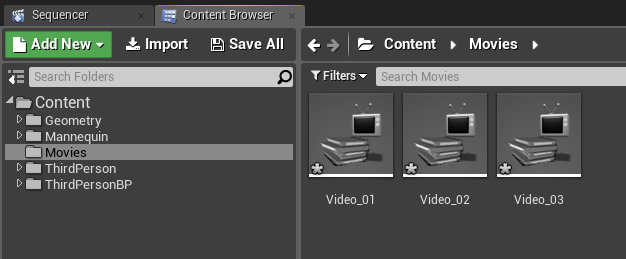 Sequencer
Content Browser
Add New
Import
Save All
Content
Movies
Search Folders
Filters
Search Movies
Content
Geometry
Mannequin
Movies
ThirdPerson
ThirdPersonBP
Video_01
Video_02
Video_03